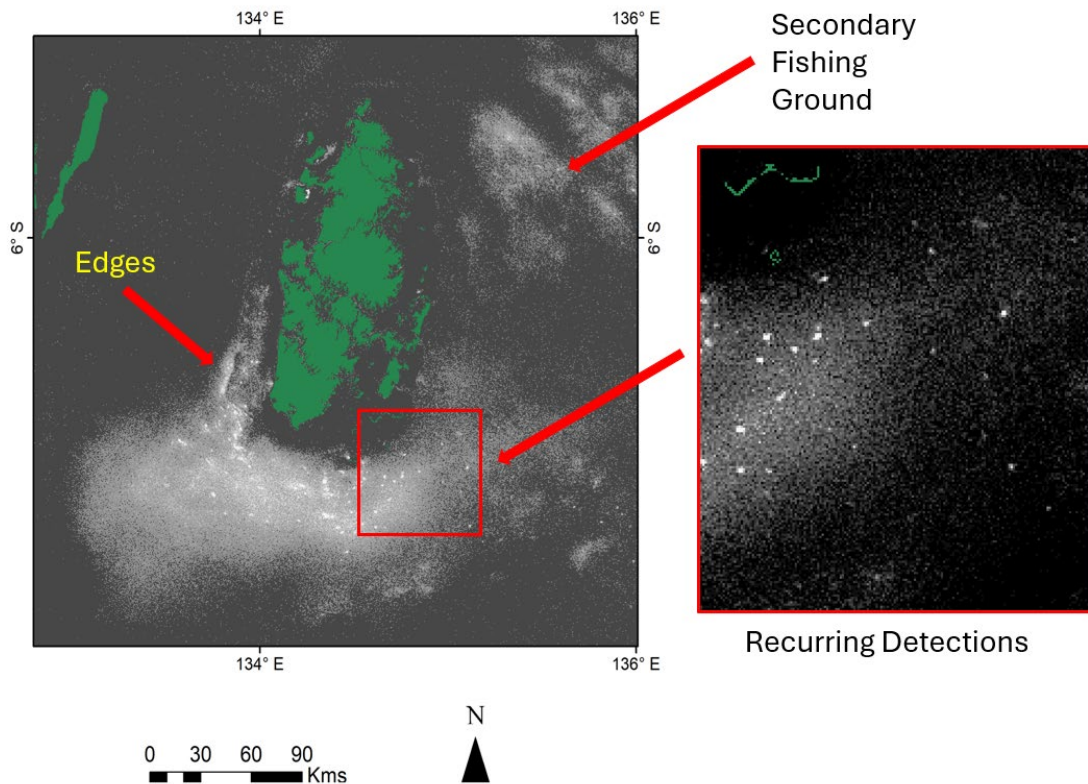 134° E
136° E
Secondary
Fishing
Ground
6° S
6° S
Edges
134° E
136° E
Recurring Detections
N
0 30 60 90
Kms